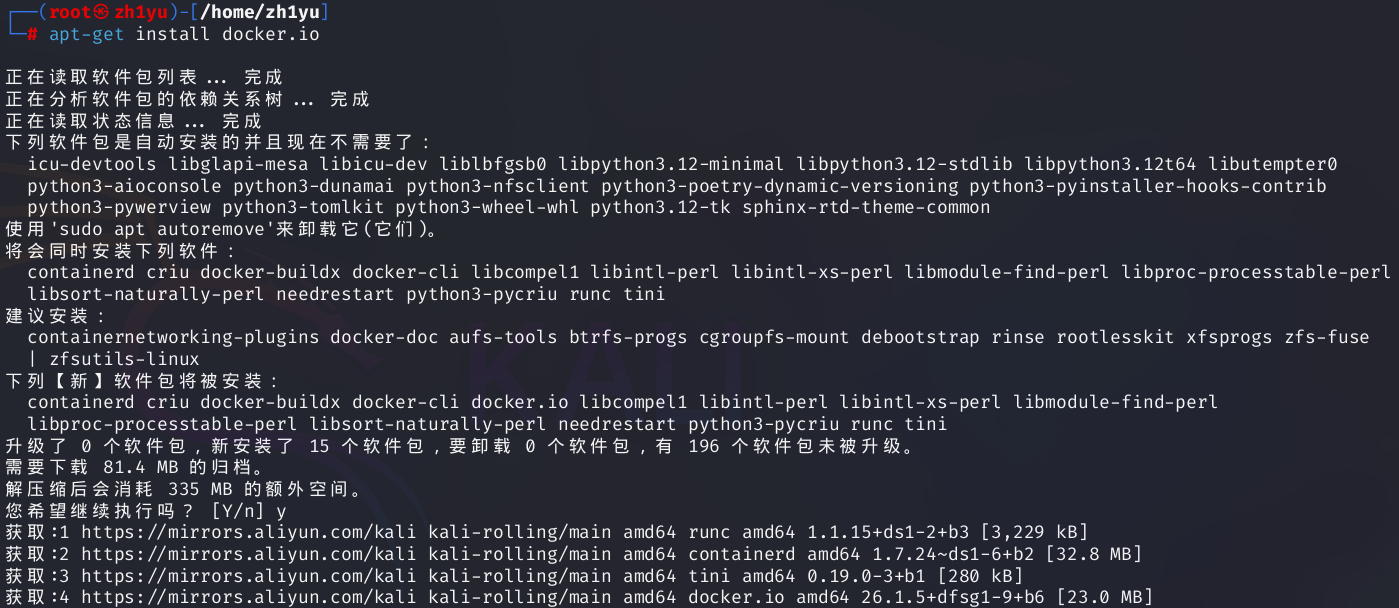 ┌──(root㉿zh1yu)-[/home/zh1yu]
└─# apt-get install docker.io
正在读取软件包列表... 完成
正在分析软件包的依赖关系树... 完成
正在读取状态信息... 完成
下列软件包是自动安装的并且现在不需要了：
icu-devtools libglapi-mesa libicu-dev liblbfgsb0 libpython3.12-minimal libpython3.12-stdlib libpython3.12t64 libutempter0
python3-aioconsole python3-dunamai python3-nfsclient python3-poetry-dynamic-versioning python3-pyinstaller-hooks-contrib
python3-pywerview python3-tomlkit python3-wheel-whl python3.12-tk sphinx-rtd-theme-common
使用'sudo apt autoremove'来卸载它(它们)。
将会同时安装下列软件：
containerd criu docker-buildx docker-cli libcompel1 libintl-perl libintl-xs-perl libmodule-find-perl libproc-processtable-perl
libsort-naturally-perl needrestart python3-pycriu runc tini
建议安装：
containernetworking-plugins docker-doc aufs-tools btrfs-progs cgroupfs-mount debootstrap rinse rootlesskit xfsprogs zfs-fuse
| zfsutils-linux
下列【新】软件包将被安装：
containerd criu docker-buildx docker-cli docker.io libcompel1 libintl-perl libintl-xs-perl libmodule-find-perl
libproc-processtable-perl libsort-naturally-perl needrestart python3-pycriu runc tini
升级了 0 个软件包，新安装了 15 个软件包，要卸载 0 个软件包，有 196 个软件包未被升级。
需要下载 81.4 MB 的归档。
解压缩后会消耗 335 MB 的额外空间。
您希望继续执行吗？ [Y/n] y
获取:1 https://mirrors.aliyun.com/kali kali-rolling/main amd64 runc amd64 1.1.15+ds1-2+b3 [3,229 kB]
获取:2 https://mirrors.aliyun.com/kali kali-rolling/main amd64 containerd amd64 1.7.24~ds1-6+b2 [32.8 MB]
获取:3 https://mirrors.aliyun.com/kali kali-rolling/main amd64 tini amd64 0.19.0-3+b1 [280 kB]
获取:4 https://mirrors.aliyun.com/kali kali-rolling/main amd64 docker.io amd64 26.1.5+dfsg1-9+b6 [23.0 MB]